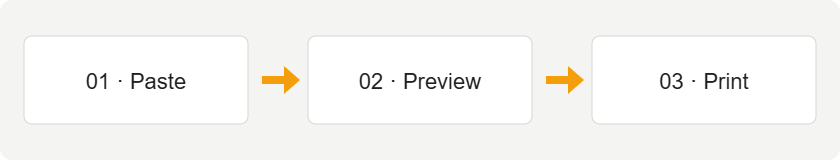 01 · Paste
02 · Preview
03 · Print